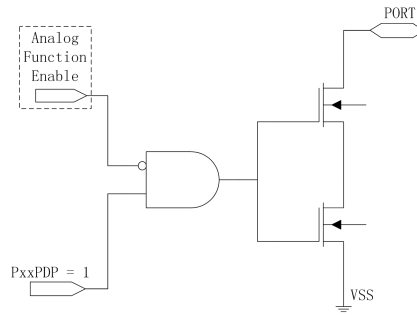 PORT
Analog
Function
Enable
PxxPDP = 1
VSS